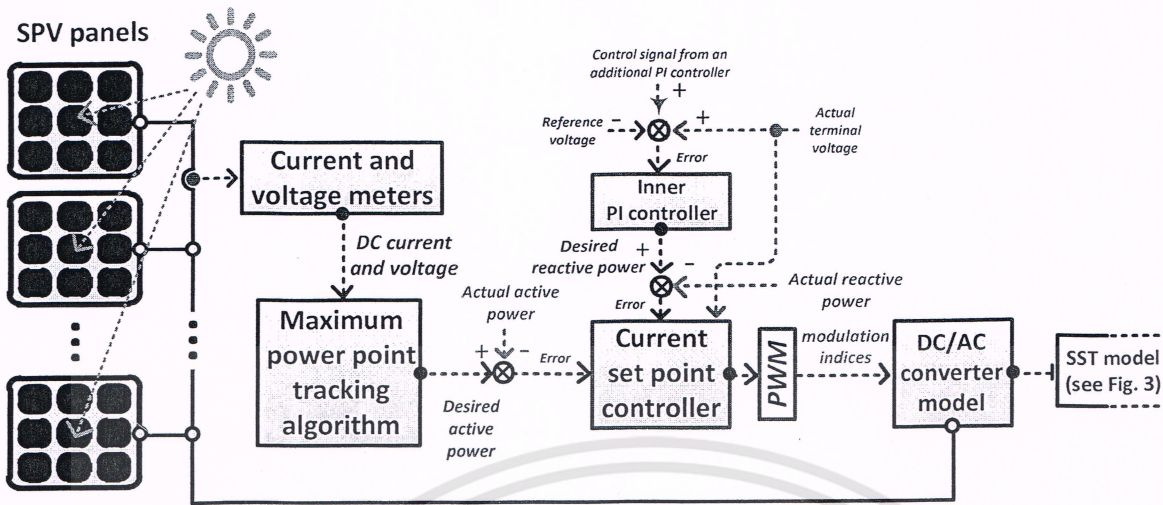 SPV panels
Control signal from an
additional PI controller
+
Reference
voltage
−
+
Actual
terminal
voltage
Error
Current and
voltage meters
Inner
PI controller
DC current
and voltage
Desired
reactive power
+
−
Actual reactive
power
Error
Actual active
power
Maximum
power point
tracking
algorithm
+
−
Error
Desired
active
power
Current
set point
controller
PWM
modulation
indices
DC/AC
converter
model
SST model
(see Fig. 3)